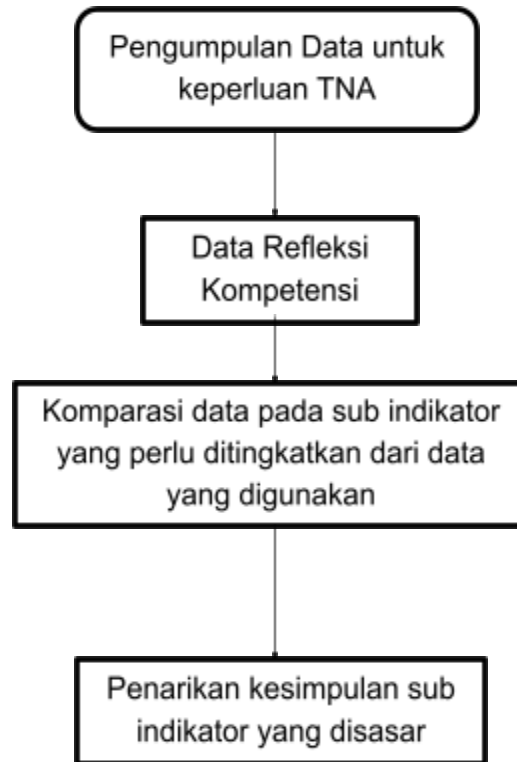 Pengumpulan Data untuk
keperluan TNA
Data Refleksi
Kompetensi
Komparasi data pada sub indikator
yang perlu ditingkatkan dari data
yang digunakan
Penarikan kesimpulan sub
indikator yang disasar